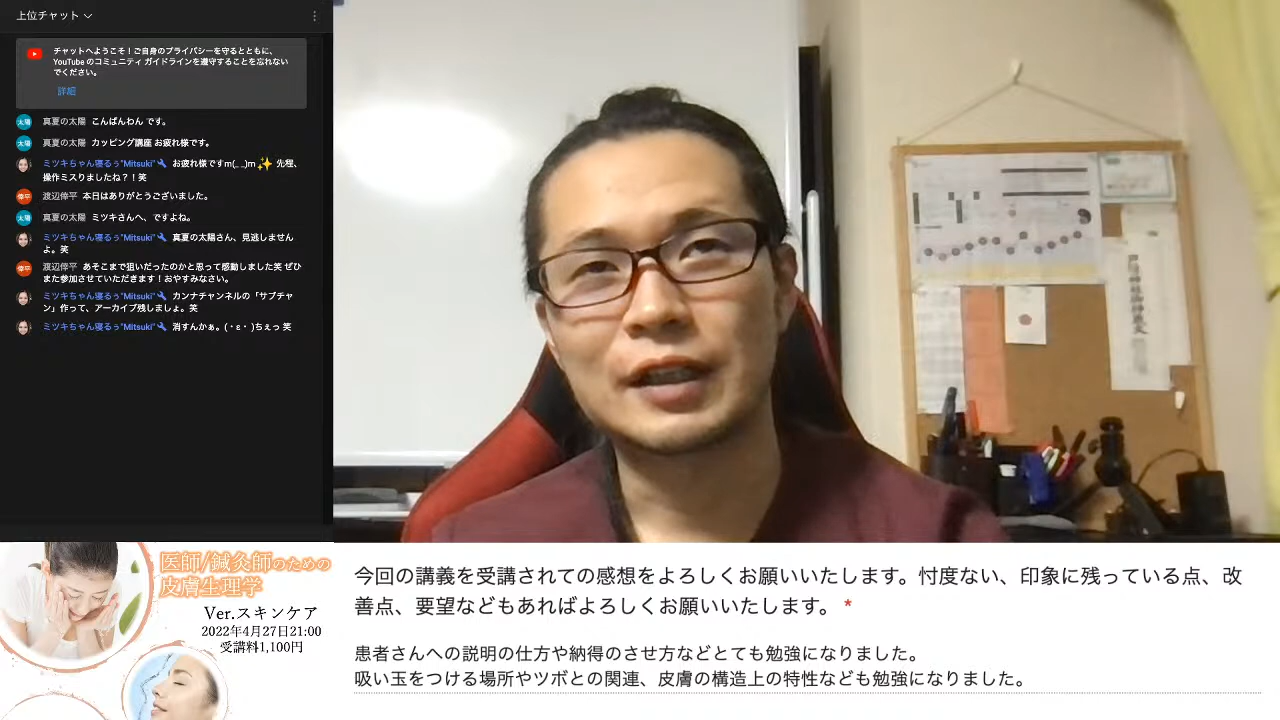 上位チャット
チャットへようこそ！ご自身のプライバシーを守るとともに、
YouTube のコミュニティ ガイドラインを遵守することを忘れない
でください。
詳細
太陽 真夏の太陽 こんばんわん です。
太陽 真夏の太陽 カッピング講座 お疲れ様です。
ミツキちゃん寝るぅ"Mitsuki" お疲れ様ですm(_ _)m✨ 先程、
操作ミスりましたね？！笑
倖平 渡辺倖平 本日はありがとうございました。
太陽 真夏の太陽 ミツキさんへ、ですよね。
ミツキちゃん寝るぅ"Mitsuki" 真夏の太陽さん、見逃しません
よ。笑
倖平 渡辺倖平 あそこまで狙いだったのかと思って感動しました笑 ぜひ
また参加させていただきます！おやすみなさい。
ミツキちゃん寝るぅ"Mitsuki" カンナチャンネルの「サブチャ
ン」作って、アーカイブ残しましょ。笑
ミツキちゃん寝るぅ"Mitsuki" 消すんかぁ。(・ε・ )ちぇっ 笑
医師/鍼灸師のための
皮膚生理学
Ver.スキンケア
2022年4月27日21:00
受講料1,100円
今回の講義を受講されての感想をよろしくお願いいたします。忖度ない、印象に残っている点、改
善点、要望などもあればよろしくお願いいたします。 *
患者さんへの説明の仕方や納得のさせ方などとても勉強になりました。
吸い玉をつける場所やツボとの関連、皮膚の構造上の特性なども勉強になりました。